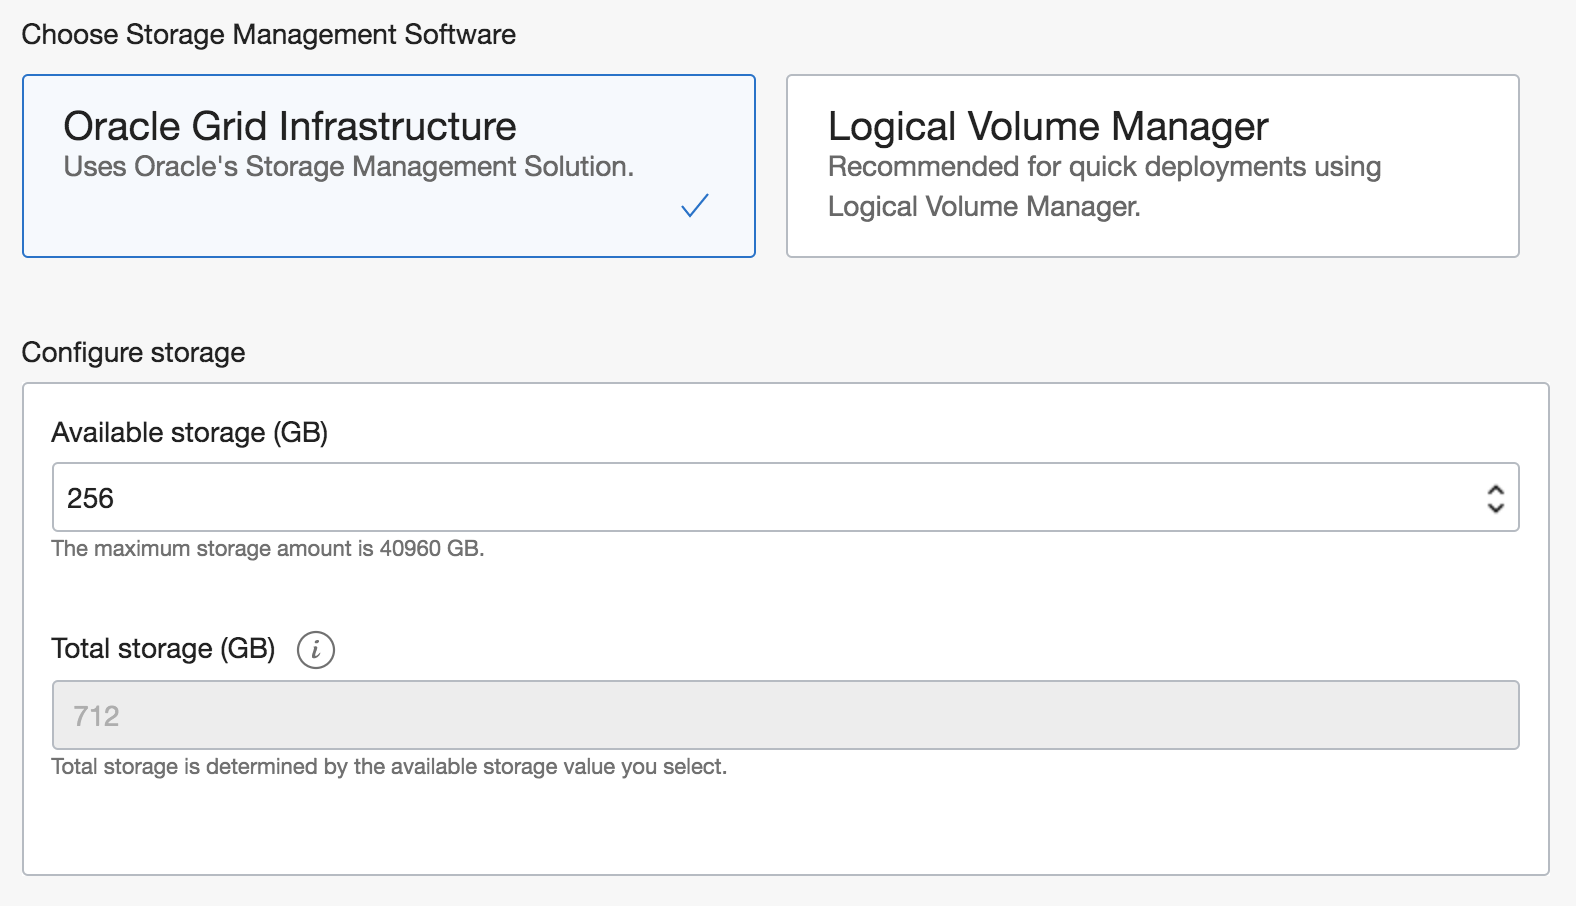 Choose Storage Management Software
Oracle Grid Infrastructure
Uses Oracle's Storage Management Solution.
Logical Volume Manager
Recommended for quick deployments using
Logical Volume Manager.
Configure storage
Available storage (GB)
256
The maximum storage amount is 40960 GB.
Total storage (GB) i
712
Total storage is determined by the available storage value you select.